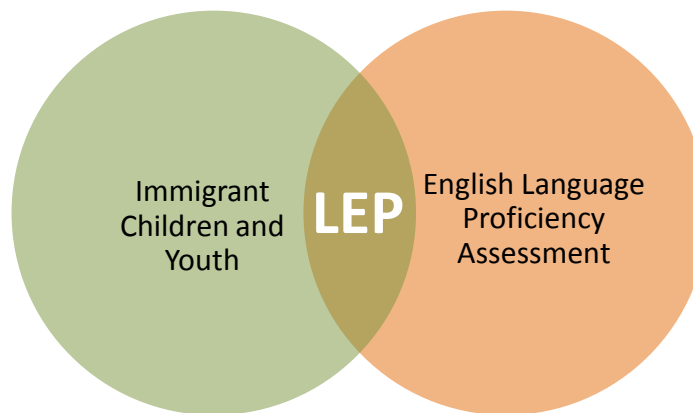 Immigrant
Children and
Youth
LEP
English Language
Proficiency
Assessment